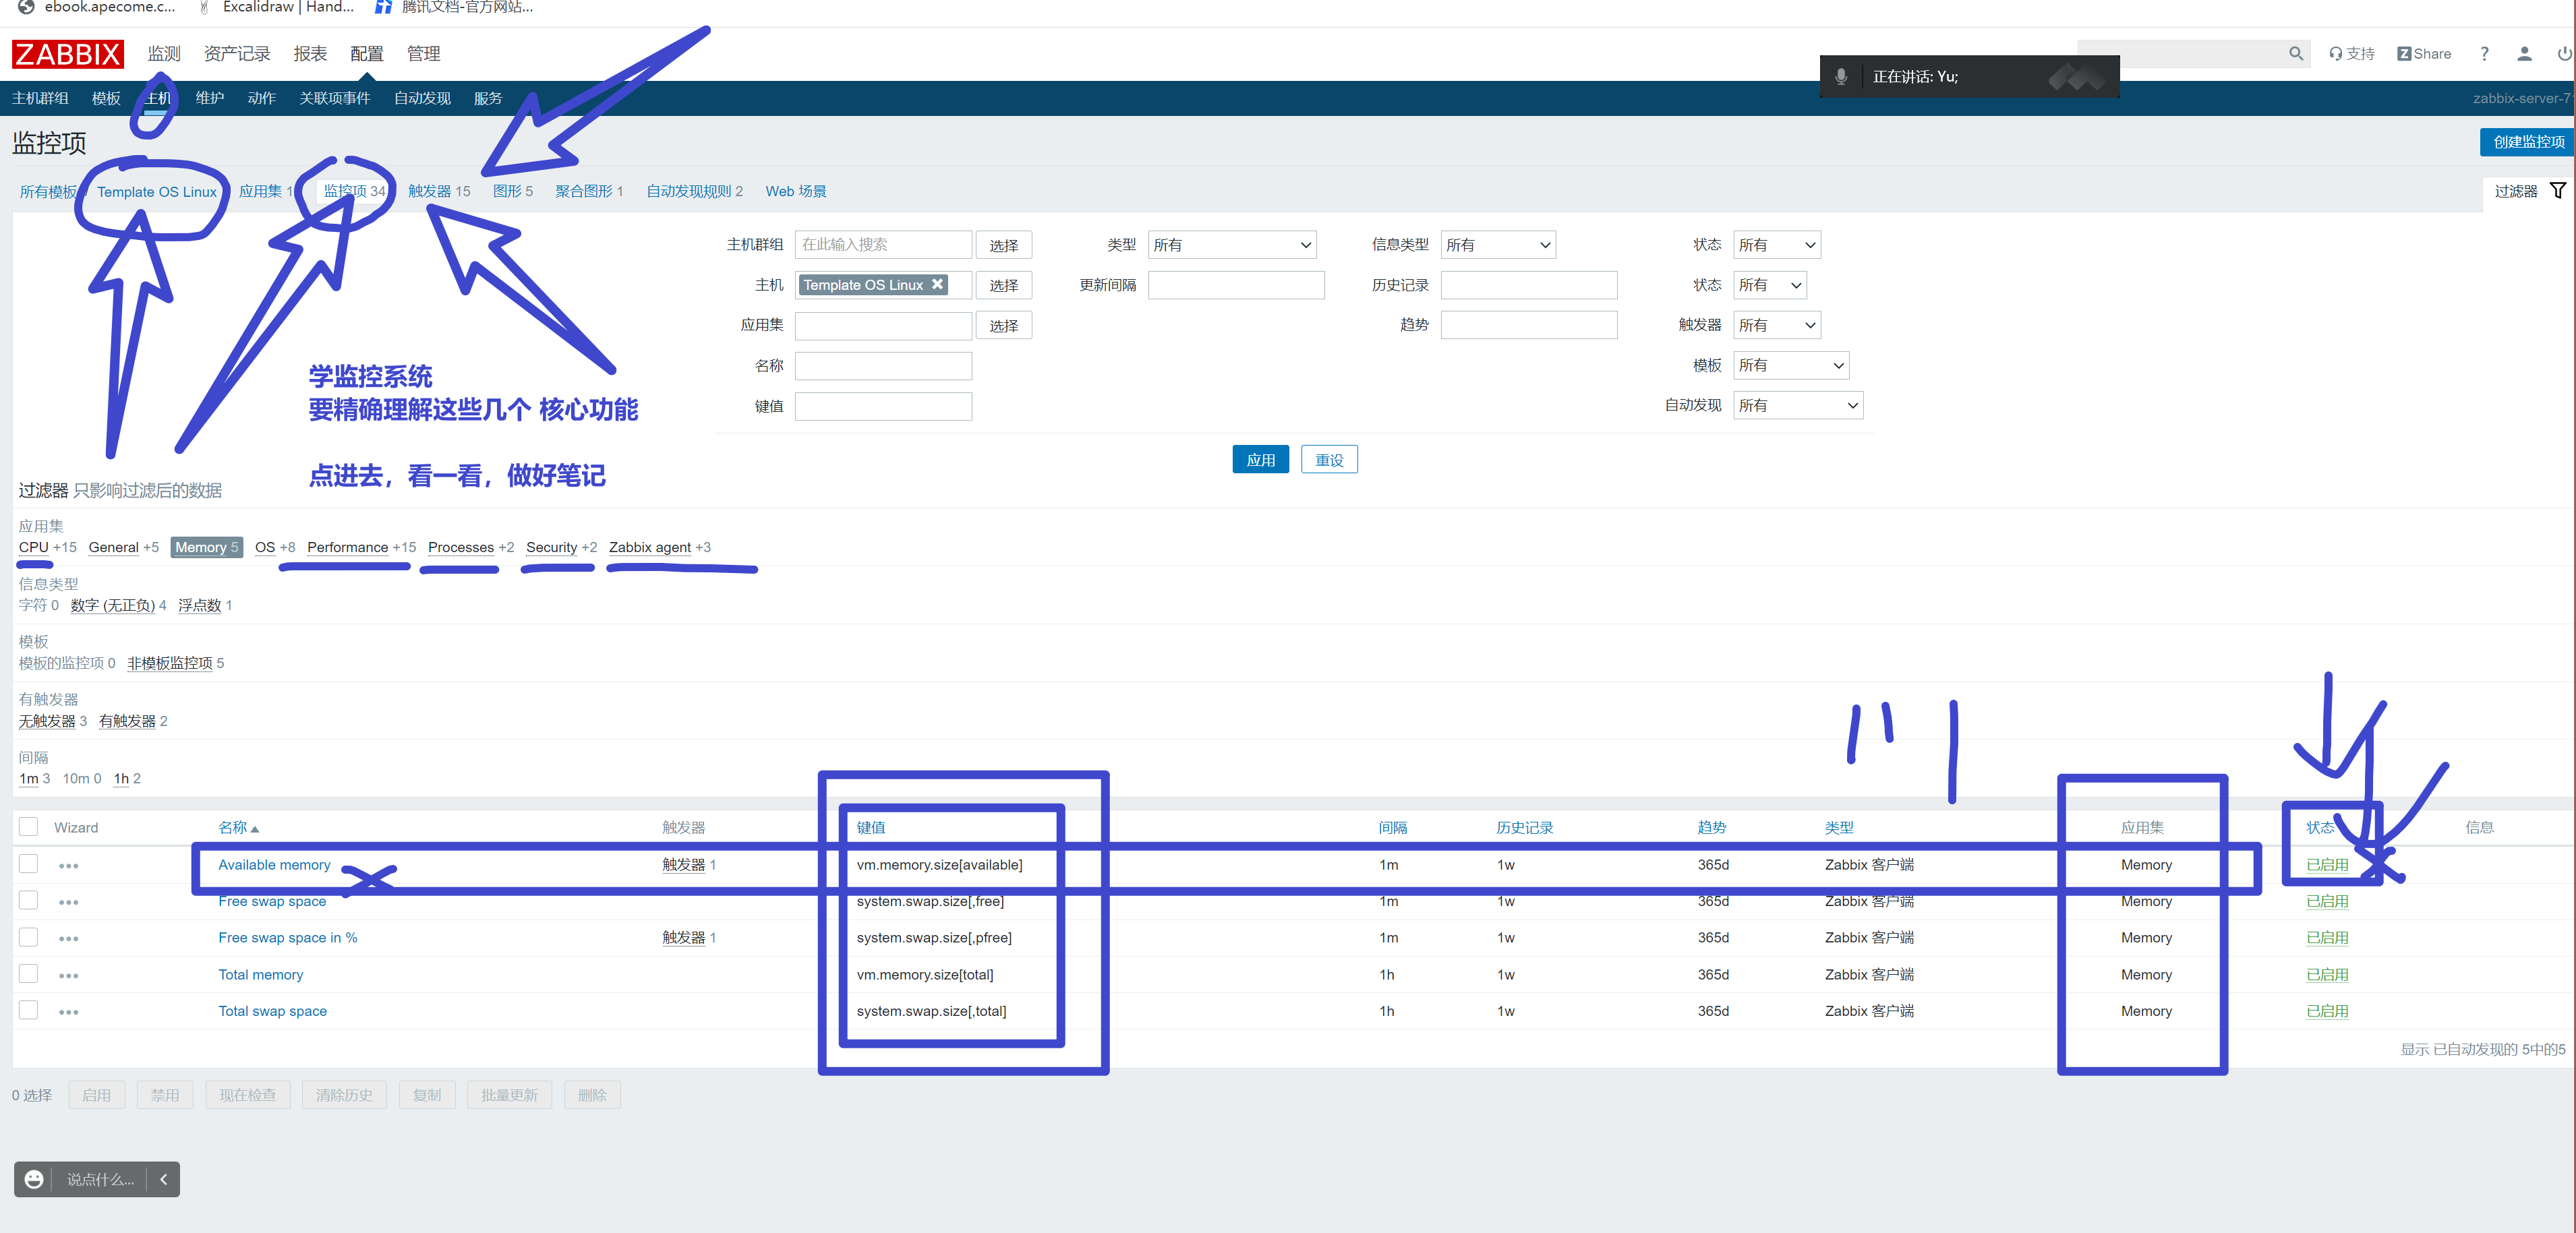 ebook.apecome.c... Excalidraw | Hand... 腾讯文档-官方网站...
ZABBIX 监测 资产记录 报表 配置 管理 支持 Share ?
正在讲话: Yu;
主机群组 模板 主机 维护 动作 关联项事件 自动发现 服务 zabbix-server-7
监控项 创建监控项
所有模板 Template OS Linux 应用集 1 监控项 34 触发器 15 图形 5 聚合图形 1 自动发现规则 2 Web 场景 过滤器
主机群组 在此输入搜索 选择 类型 所有 信息类型 所有 状态 所有
主机 Template OS Linux 选择 更新间隔 历史记录 状态 所有
应用集 选择 趋势 触发器 所有
名称 模板 所有
键值 自动发现 所有
学监控系统
要精确理解这些几个 核心功能
点进去，看一看，做好笔记
应用 重设
过滤器 只影响过滤后的数据
应用集
CPU +15 General +5 Memory 5 OS +8 Performance +15 Processes +2 Security +2 Zabbix agent +3
信息类型
字符 0 数字 (无正负) 4 浮点数 1
模板
模板的监控项 0 非模板监控项 5
有触发器
无触发器 3 有触发器 2
间隔
1m 3 10m 0 1h 2
Wizard 名称 触发器 键值 间隔 历史记录 趋势 类型 应用集 状态 信息
Available memory 触发器 1 vm.memory.size[available] 1m 1w 365d Zabbix 客户端 Memory 已启用
Free swap space system.swap.size[,free] 1m 1w 365d Zabbix 客户端 Memory 已启用
Free swap space in % 触发器 1 system.swap.size[,pfree] 1m 1w 365d Zabbix 客户端 Memory 已启用
Total memory vm.memory.size[total] 1h 1w 365d Zabbix 客户端 Memory 已启用
Total swap space system.swap.size[,total] 1h 1w 365d Zabbix 客户端 Memory 已启用
显示 已自动发现的 5中的5
0 选择 启用 禁用 现在检查 清除历史 复制 批量更新 删除
说点什么...